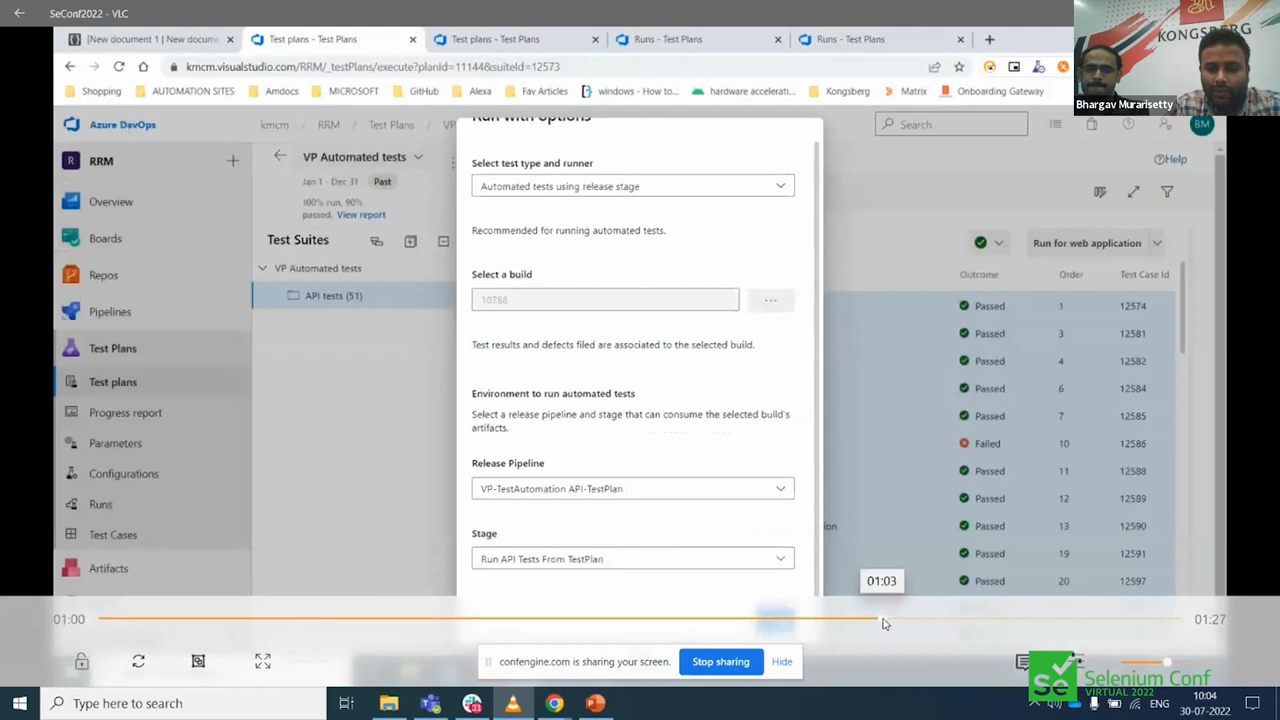 SeConf2022 - VLC
[New document 1 | New docum
Test plans - Test Plans
Test plans - Test Plans
Runs - Test Plans
Runs - Test Plans
kmcm.visualstudio.com/RRM/_testPlans/execute?planId=11144&suiteId=12573
Shopping
AUTOMATION SITES
Amdocs
MICROSOFT
GitHub
Alexa
Fav Articles
windows - How to...
hardware accelerati...
Kongsberg
Matrix
Onboarding Gateway
KONGSBERG
Bhargav Murarisetty
Azure DevOps
kmcm
RRM
Test Plans
Search
BM
RRM
Overview
Boards
Repos
Pipelines
Test Plans
Test plans
Progress report
Parameters
Configurations
Runs
Test Cases
Artifacts
VP Automated tests
Jan 1 - Dec 31 Past
100% run, 90%
passed. View report
Test Suites
VP Automated tests
API tests (51)
Run with options
Select test type and runner
Automated tests using release stage
Recommended for running automated tests.
Select a build
10788
...
Test results and defects filed are associated to the selected build.
Environment to run automated tests
Select a release pipeline and stage that can consume the selected build's
artifacts.
Release Pipeline
VP-TestAutomation API-TestPlan
Stage
Run API Tests From TestPlan
Help
Run for web application
Outcome Order Test Case Id
Passed 1 12574
Passed 3 12581
Passed 4 12582
Passed 6 12584
Passed 7 12585
Failed 10 12586
Passed 11 12588
Passed 12 12589
Passed 13 12590
Passed 19 12591
Passed 20 12597
01:03
01:00
01:27
confengine.com is sharing your screen.
Stop sharing
Hide
Se
Selenium Conf
VIRTUAL 2022
Type here to search
ENG
10:04
30-07-2022